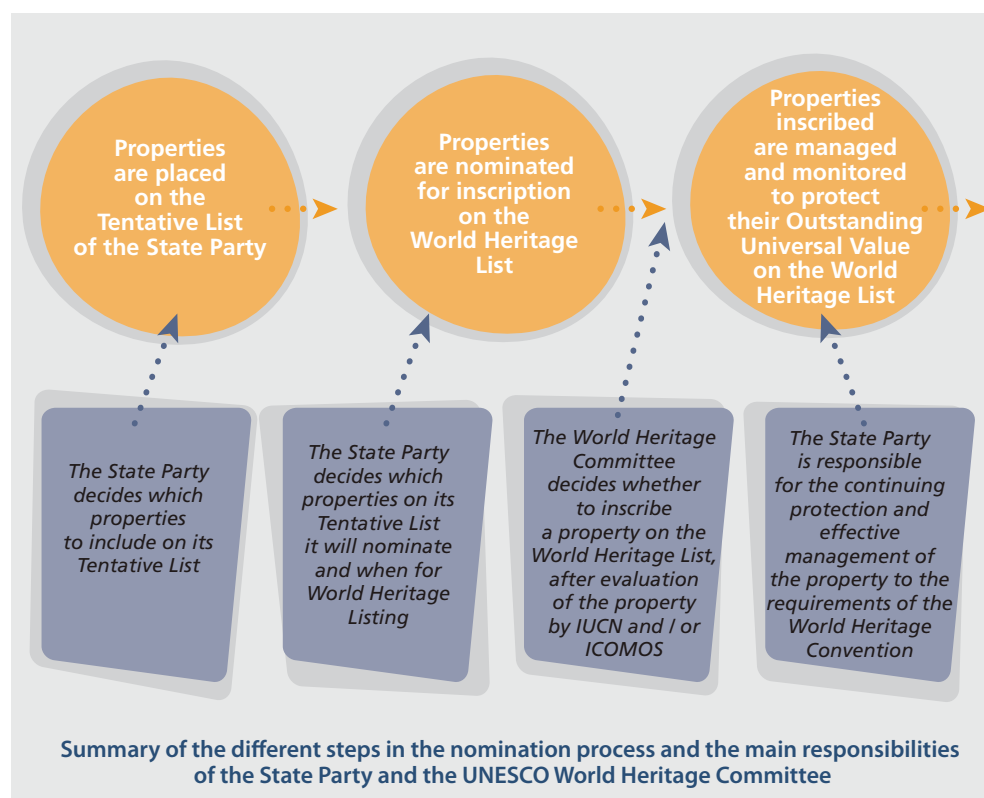 Properties
are placed
on the
Tentative List
of the State Party
Properties
are nominated
for inscription
on the
World Heritage
List
Properties
inscribed
are managed
and monitored
to protect
their Outstanding
Universal Value
on the World
Heritage List
The State Party
decides which
properties
to include on its
Tentative List
The State Party
decides which
properties on its
Tentative List
it will nominate
and when for
World Heritage
Listing
The World Heritage
Committee
decides whether
to inscribe
a property on the
World Heritage List,
after evaluation
of the property
by IUCN and / or
ICOMOS
The State Party
is responsible
for the continuing
protection and
effective
management of
the property to the
requirements of the
World Heritage
Convention
Summary of the different steps in the nomination process and the main responsibilities
of the State Party and the UNESCO World Heritage Committee